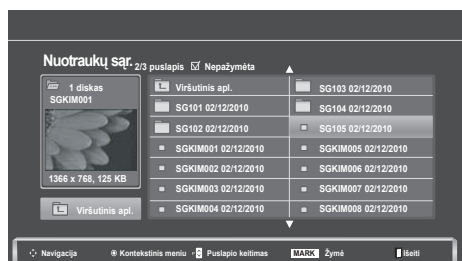 Nuotraukų sąr. 2/3 puslapis ☑ Nepažymėta
1 diskas
SGKIM001
1366 x 768, 125 KB
Viršutinis apl.
Viršutinis apl.
SG101 02/12/2010
SG102 02/12/2010
SGKIM001 02/12/2010
SGKIM002 02/12/2010
SGKIM003 02/12/2010
SGKIM004 02/12/2010
SG103 02/12/2010
SG104 02/12/2010
SG105 02/12/2010
SGKIM005 02/12/2010
SGKIM006 02/12/2010
SGKIM007 02/12/2010
SGKIM008 02/12/2010
Navigacija Kontekstinis meniu Puslapio keitimas MARK Žymė Išeiti